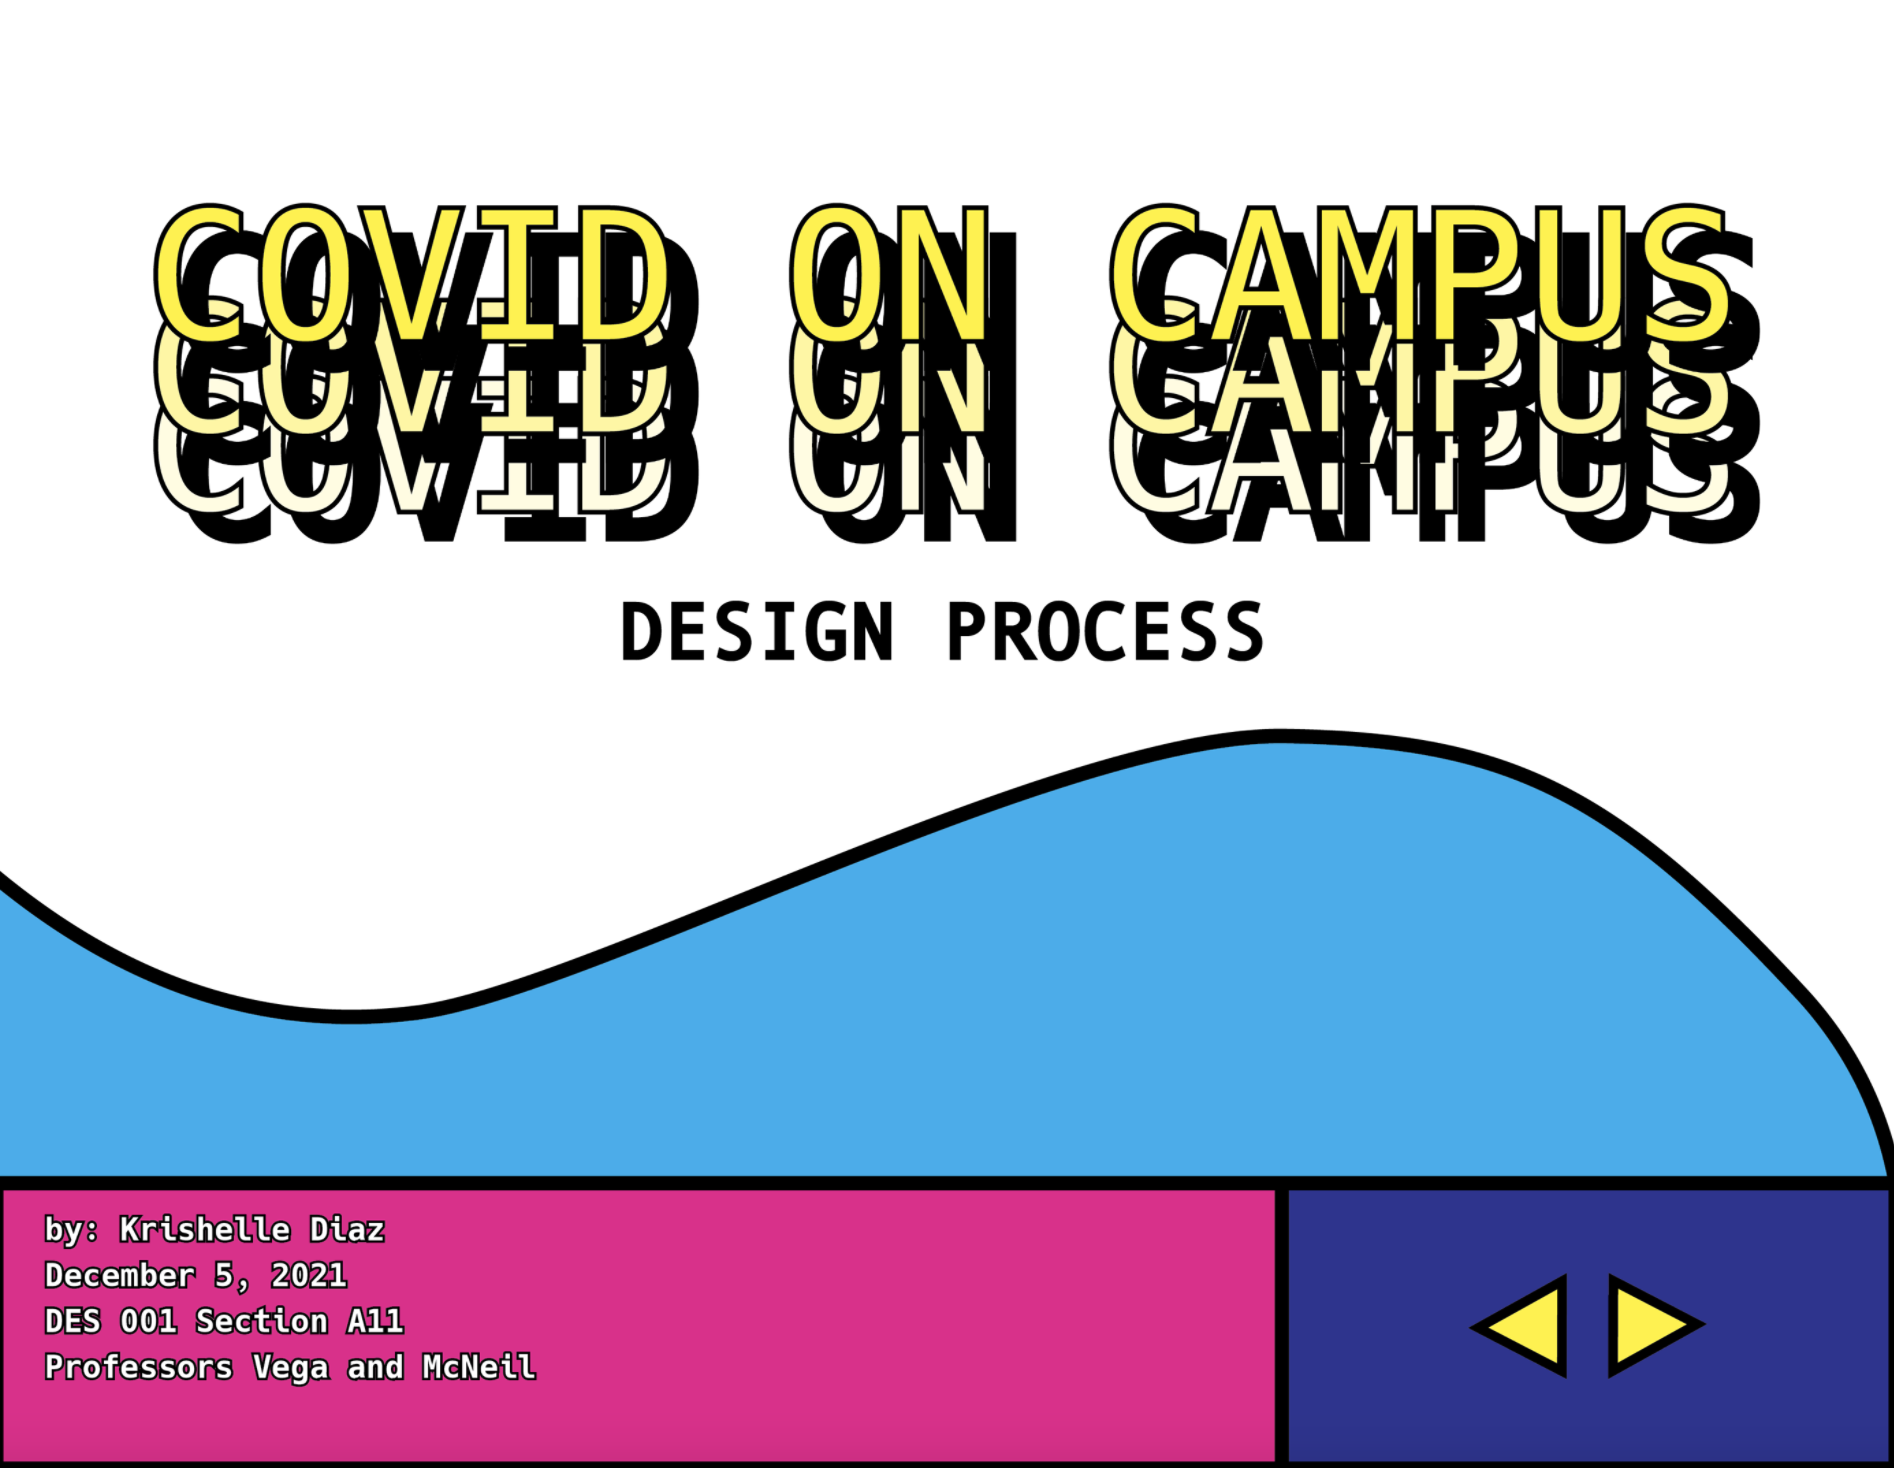 COVID ON CAMPUS
COVID ON CAMPUS
COVID ON CAMPUS
DESIGN PROCESS
by: Krishelle Diaz
December 5, 2021
DES 001 Section A11
Professors Vega and McNeil